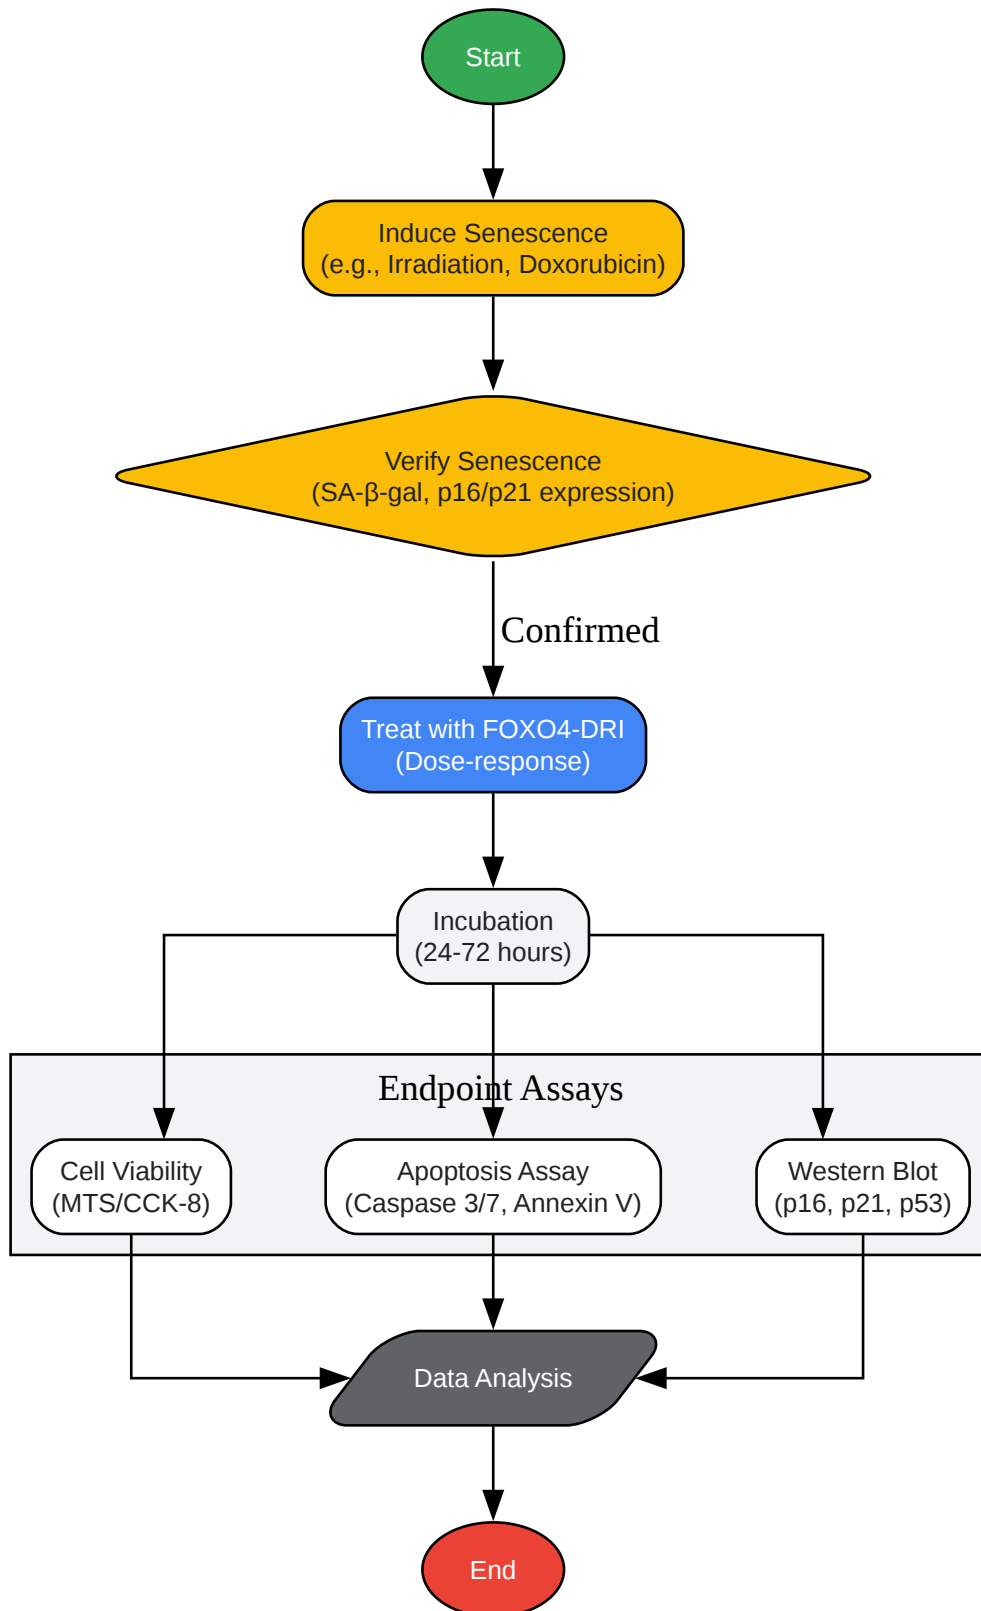 Start
Induce Senescence
(e.g., Irradiation, Doxorubicin)
Verify Senescence
(SA-β-gal, p16/p21 expression)
Confirmed
Treat with FOXO4-DRI
(Dose-response)
Incubation
(24-72 hours)
Endpoint Assays
Cell Viability
(MTS/CCK-8)
Apoptosis Assay
(Caspase 3/7, Annexin V)
Western Blot
(p16, p21, p53)
Data Analysis
End